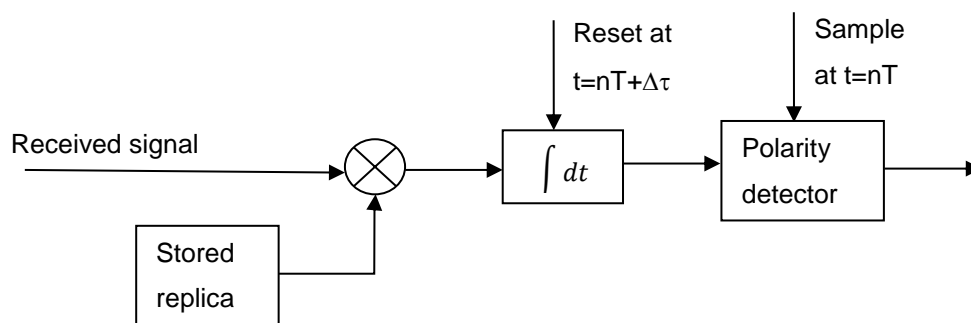 Reset at
t=nT+Δτ
Sample
at t=nT
Received signal
∫ dt
Polarity
detector
Stored
replica